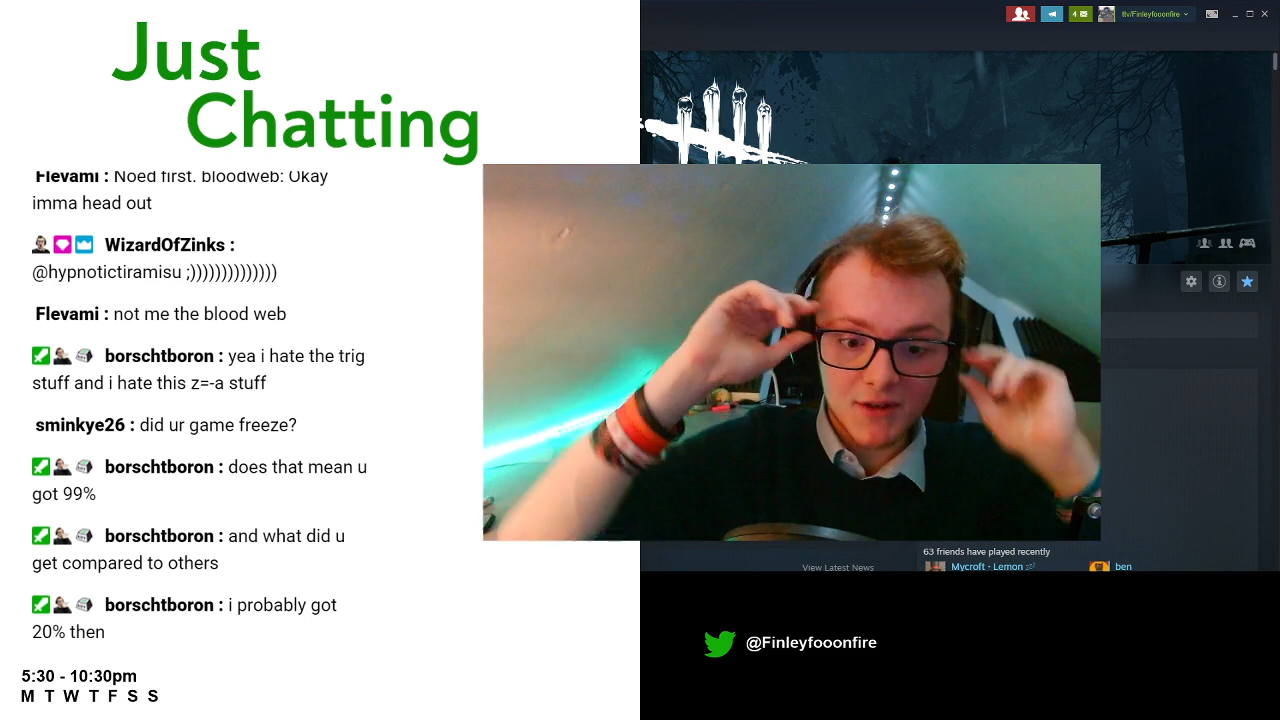 Just
Chatting
Flevami : Noed first. bloodweb: Okay
imma head out
WizardOfZinks :
@hypnotictiramisu ;))))))))))))))
Flevami : not me the blood web
borschtboron : yea i hate the trig
stuff and i hate this z=-a stuff
sminkye26 : did ur game freeze?
borschtboron : does that mean u
got 99%
borschtboron : and what did u
get compared to others
borschtboron : i probably got
20% then
5:30 - 10:30pm
M T W T F S S
4
ttv/Finleyfooonfire
View Latest News
63 friends have played recently
Mycroft - Lemon
ben
@Finleyfooonfire